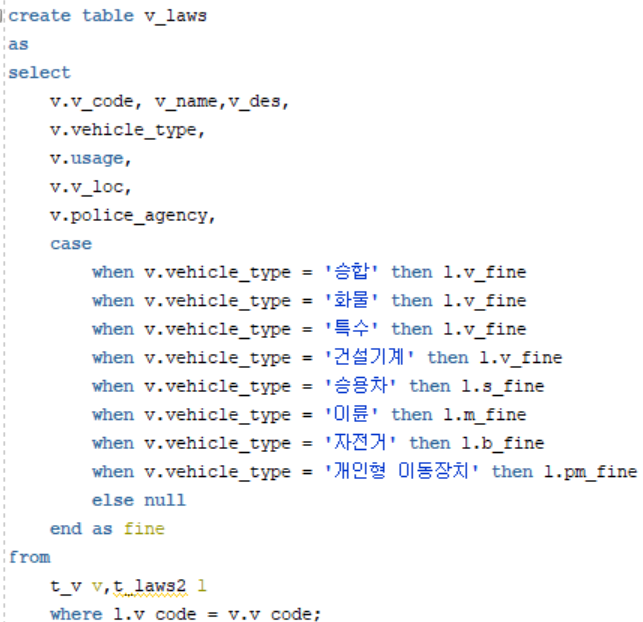 create table v_laws
as
select
    v.v_code, v_name,v_des,
    v.vehicle_type,
    v.usage,
    v.v_loc,
    v.police_agency,
    case
        when v.vehicle_type = '승합' then l.v_fine
        when v.vehicle_type = '화물' then l.v_fine
        when v.vehicle_type = '특수' then l.v_fine
        when v.vehicle_type = '건설기계' then l.v_fine
        when v.vehicle_type = '승용차' then l.s_fine
        when v.vehicle_type = '이륜' then l.m_fine
        when v.vehicle_type = '자전거' then l.b_fine
        when v.vehicle_type = '개인형 이동장치' then l.pm_fine
        else null
    end as fine
from
    t_v v,t_laws2 l
    where l.v_code = v.v_code;